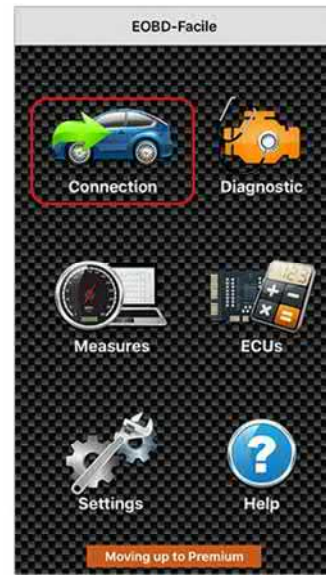 EOBD-Facile
Connection
Diagnostic
Measures
ECUs
Settings
Help
Moving up to Premium